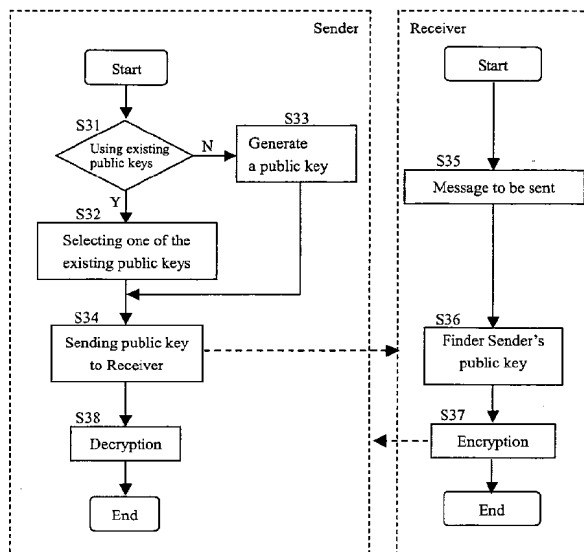 Sender
Start
S31
Using existing
public keys
N
Y
S33
Generate
a public key
S32
Selecting one of the
existing public keys
S34
Sending public key
to Receiver
S38
Decryption
End
Receiver
Start
S35
Message to be sent
S36
Finder Sender's
public key
S37
Encryption
End